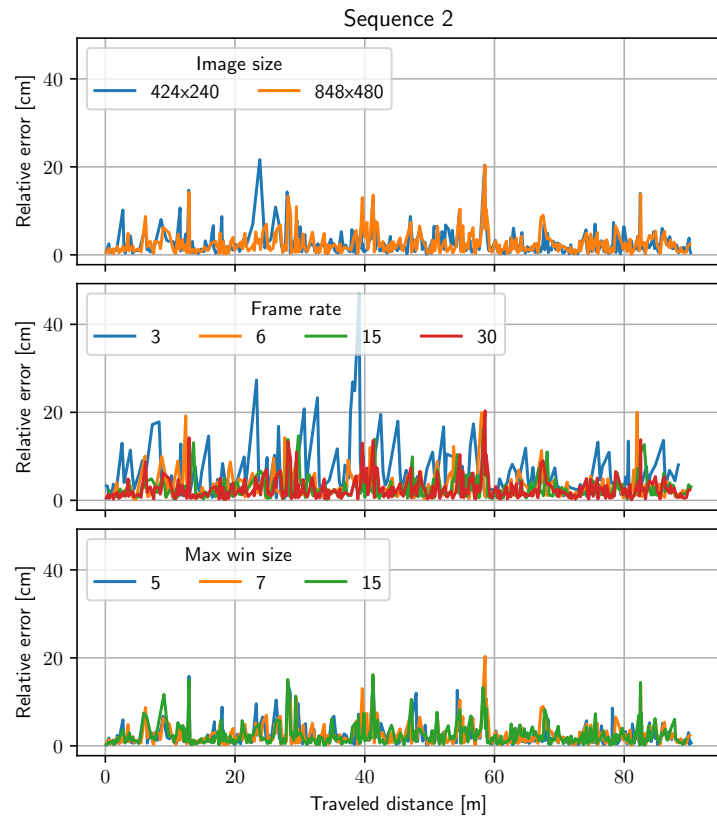 Sequence 2
Relative error [cm]
40
20
0
Image size
424x240 848x480
Relative error [cm]
40
20
0
Frame rate
3 6 15 30
Relative error [cm]
40
20
0
Max win size
5 7 15
0 20 40 60 80
Traveled distance [m]